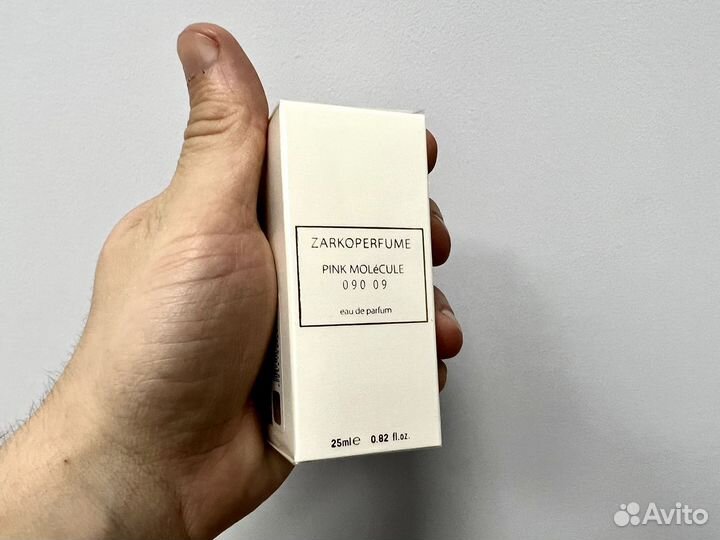 ZARKOPERFUME
PINK MOLéCULE
090 09
eau de parfum
25ml℮ 0.82 fl.oz.
Avito